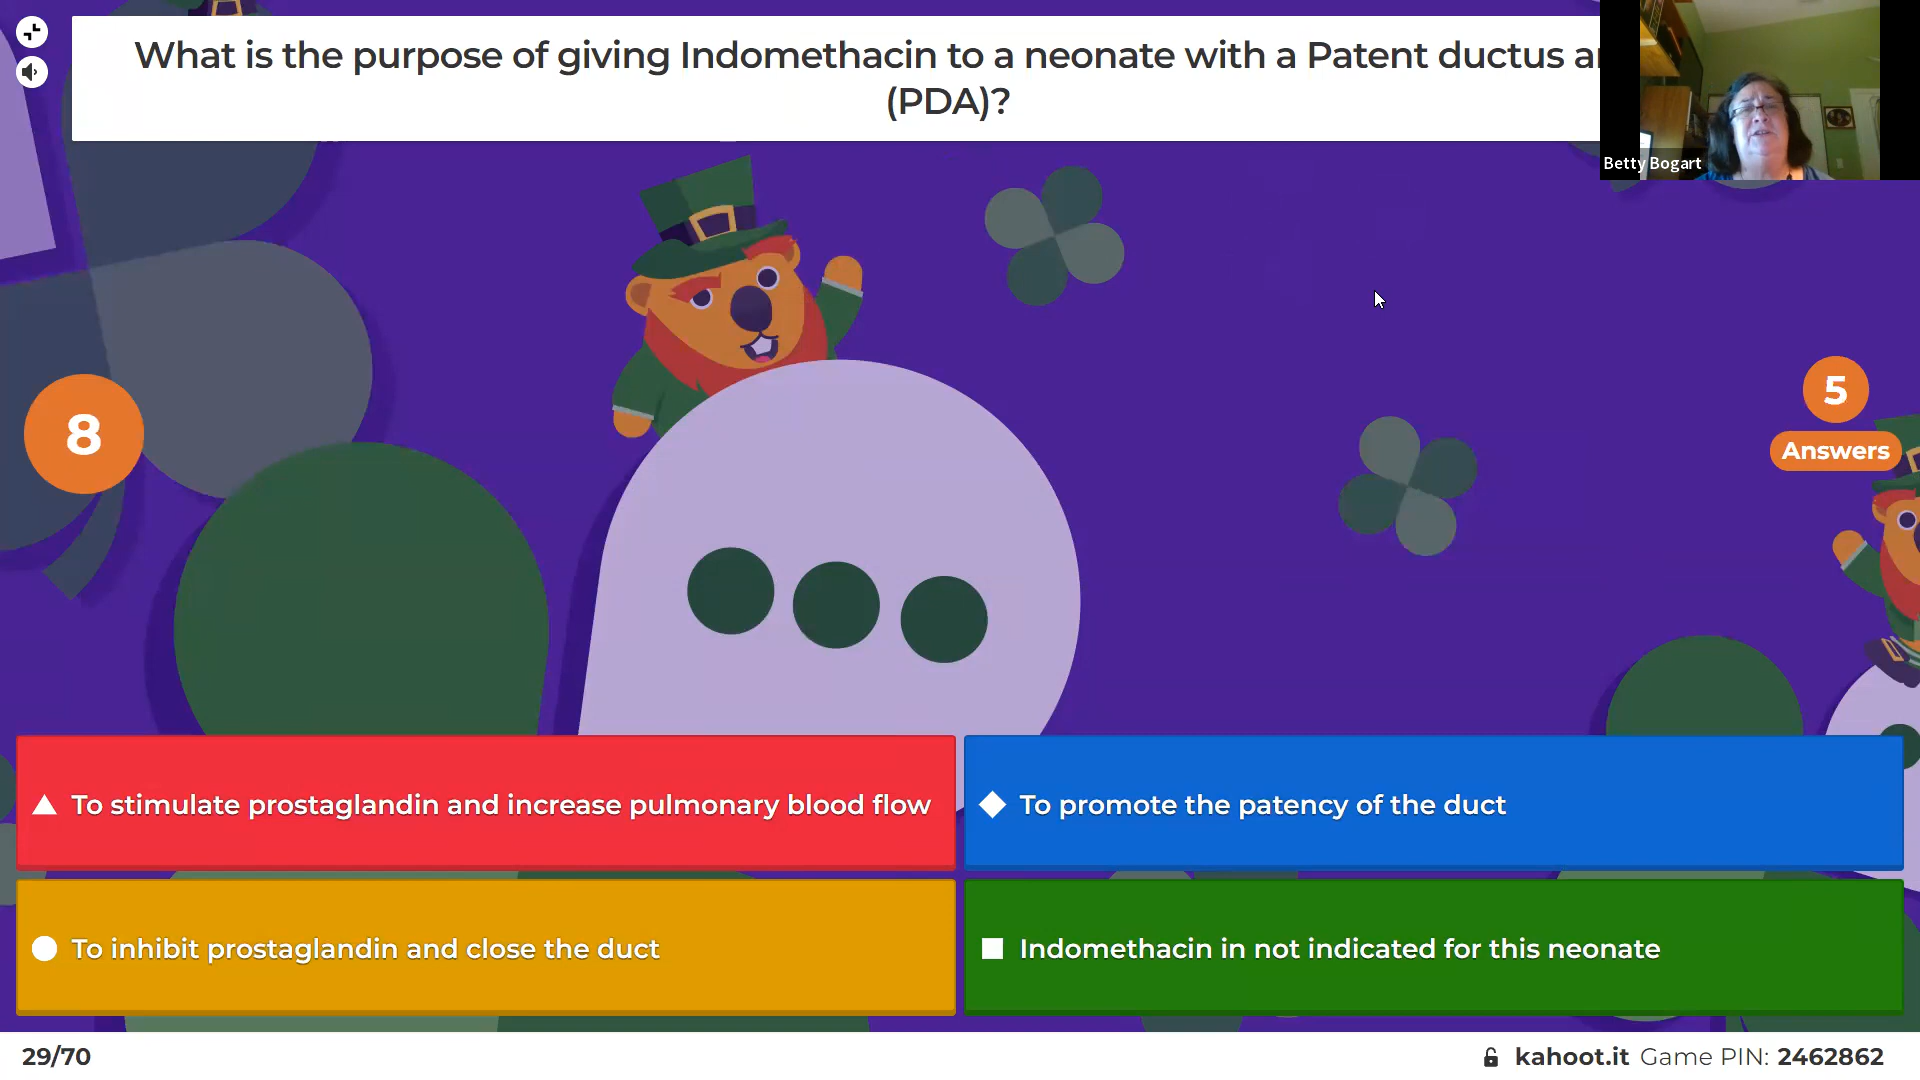 What is the purpose of giving Indomethacin to a neonate with a Patent ductus
(PDA)?
Betty Bogart
8
5
Answers
To stimulate prostaglandin and increase pulmonary blood flow
To promote the patency of the duct
To inhibit prostaglandin and close the duct
Indomethacin in not indicated for this neonate
29/70
kahoot.it Game PIN: 2462862